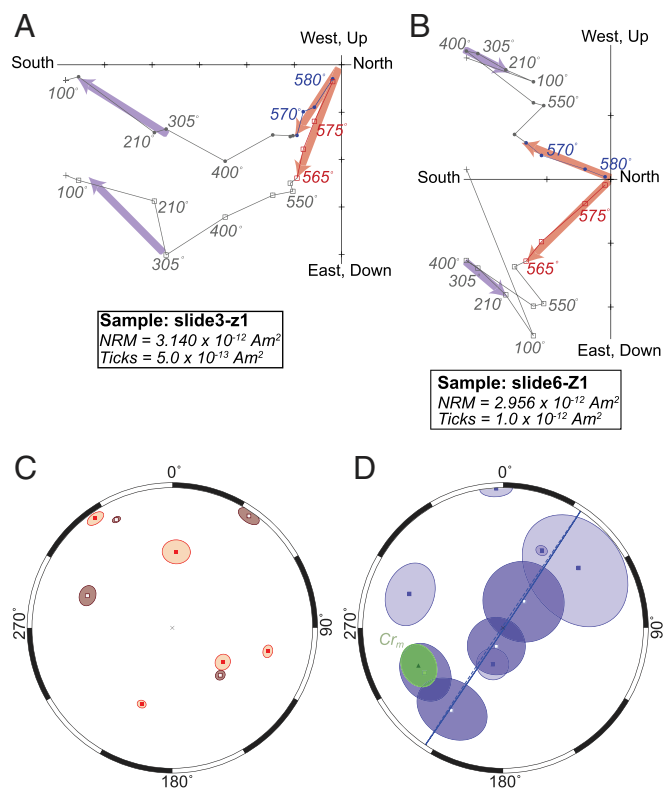 A
West, Up
South
North
100°
210°
305°
400°
570°
580°
575°
565°
550°
100°
210°
305°
400°
East, Down
Sample: slide3-z1
NRM = 3.140 x 10⁻¹² Am²
Ticks = 5.0 x 10⁻¹³ Am²
B
West, Up
400°
305°
210°
100°
550°
570°
580°
South
North
575°
565°
400°
305°
210°
550°
100°
East, Down
Sample: slide6-Z1
NRM = 2.956 x 10⁻¹² Am²
Ticks = 1.0 x 10⁻¹² Am²
C
0°
270°
90°
180°
D
0°
270°
90°
180°
Crm